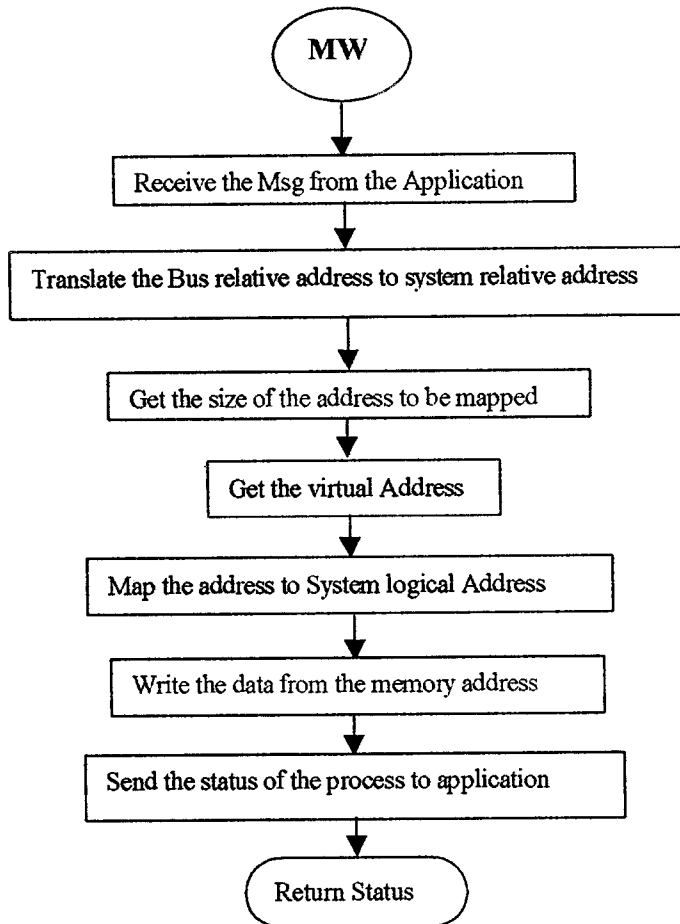 MW
Receive the Msg from the Application
Translate the Bus relative address to system relative address
Get the size of the address to be mapped
Get the virtual Address
Map the address to System logical Address
Write the data from the memory address
Send the status of the process to application
Return Status